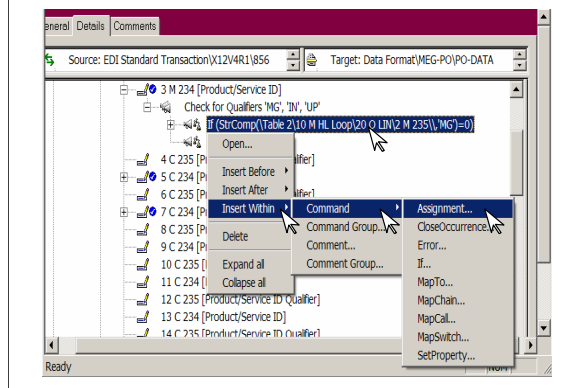 General Details Comments
Source: EDI Standard Transaction\X12V4R1\856 Target: Data Format\MEG-PO\PO-DATA
3 M 234 [Product/Service ID]
Check for Qualifiers 'MG', 'IN', 'UP'
If (StrComp(\Table 2\10 M HL Loop\20 O LIN\2 M 235\\,'MG')=0)
Open...
4 C 235 [Pr
ifier]
5 C 234 [Pr
Insert Before
6 C 235 [Pr
Insert After
ifier]
7 C 234 [Pr
Insert Within
Command
Assignment...
8 C 235 [Pr
Command Group...
CloseOccurrence...
Delete
9 C 234 [Pr
Comment...
Error...
10 C 235 [
Expand all
Comment Group...
If...
11 C 234 [
Collapse all
MapTo...
12 C 235 [Product/Service ID Qualifier]
MapChain...
13 C 234 [Product/Service ID]
MapCall...
14 C 235 [Product/Service ID Qualifier]
MapSwitch...
SetProperty...
Ready
NUM